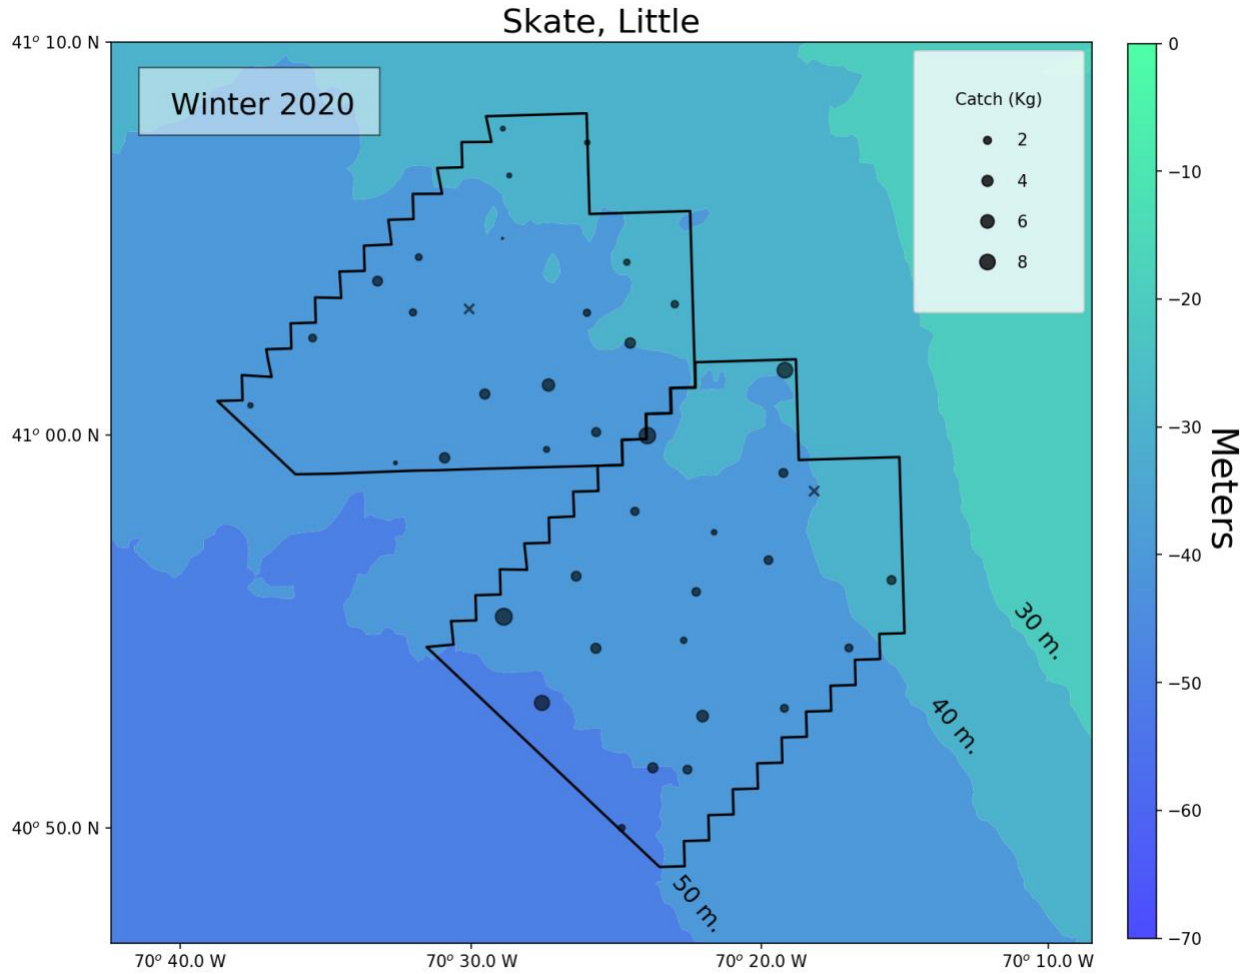 Skate, Little
41° 10.0 N
41° 00.0 N
40° 50.0 N
Winter 2020
Catch (Kg)
2
4
6
8
30 m.
40 m.
50 m.
70° 40.0 W
70° 30.0 W
70° 20.0 W
70° 10.0 W
0
−10
−20
−30
−40
−50
−60
−70
Meters